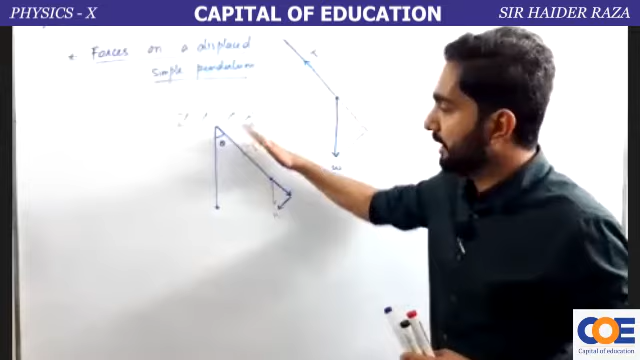 PHYSICS - X
CAPITAL OF EDUCATION
SIR HAIDER RAZA
* Forces on a displaced
simple pendulum
T
θ
w
COE
Capital of education